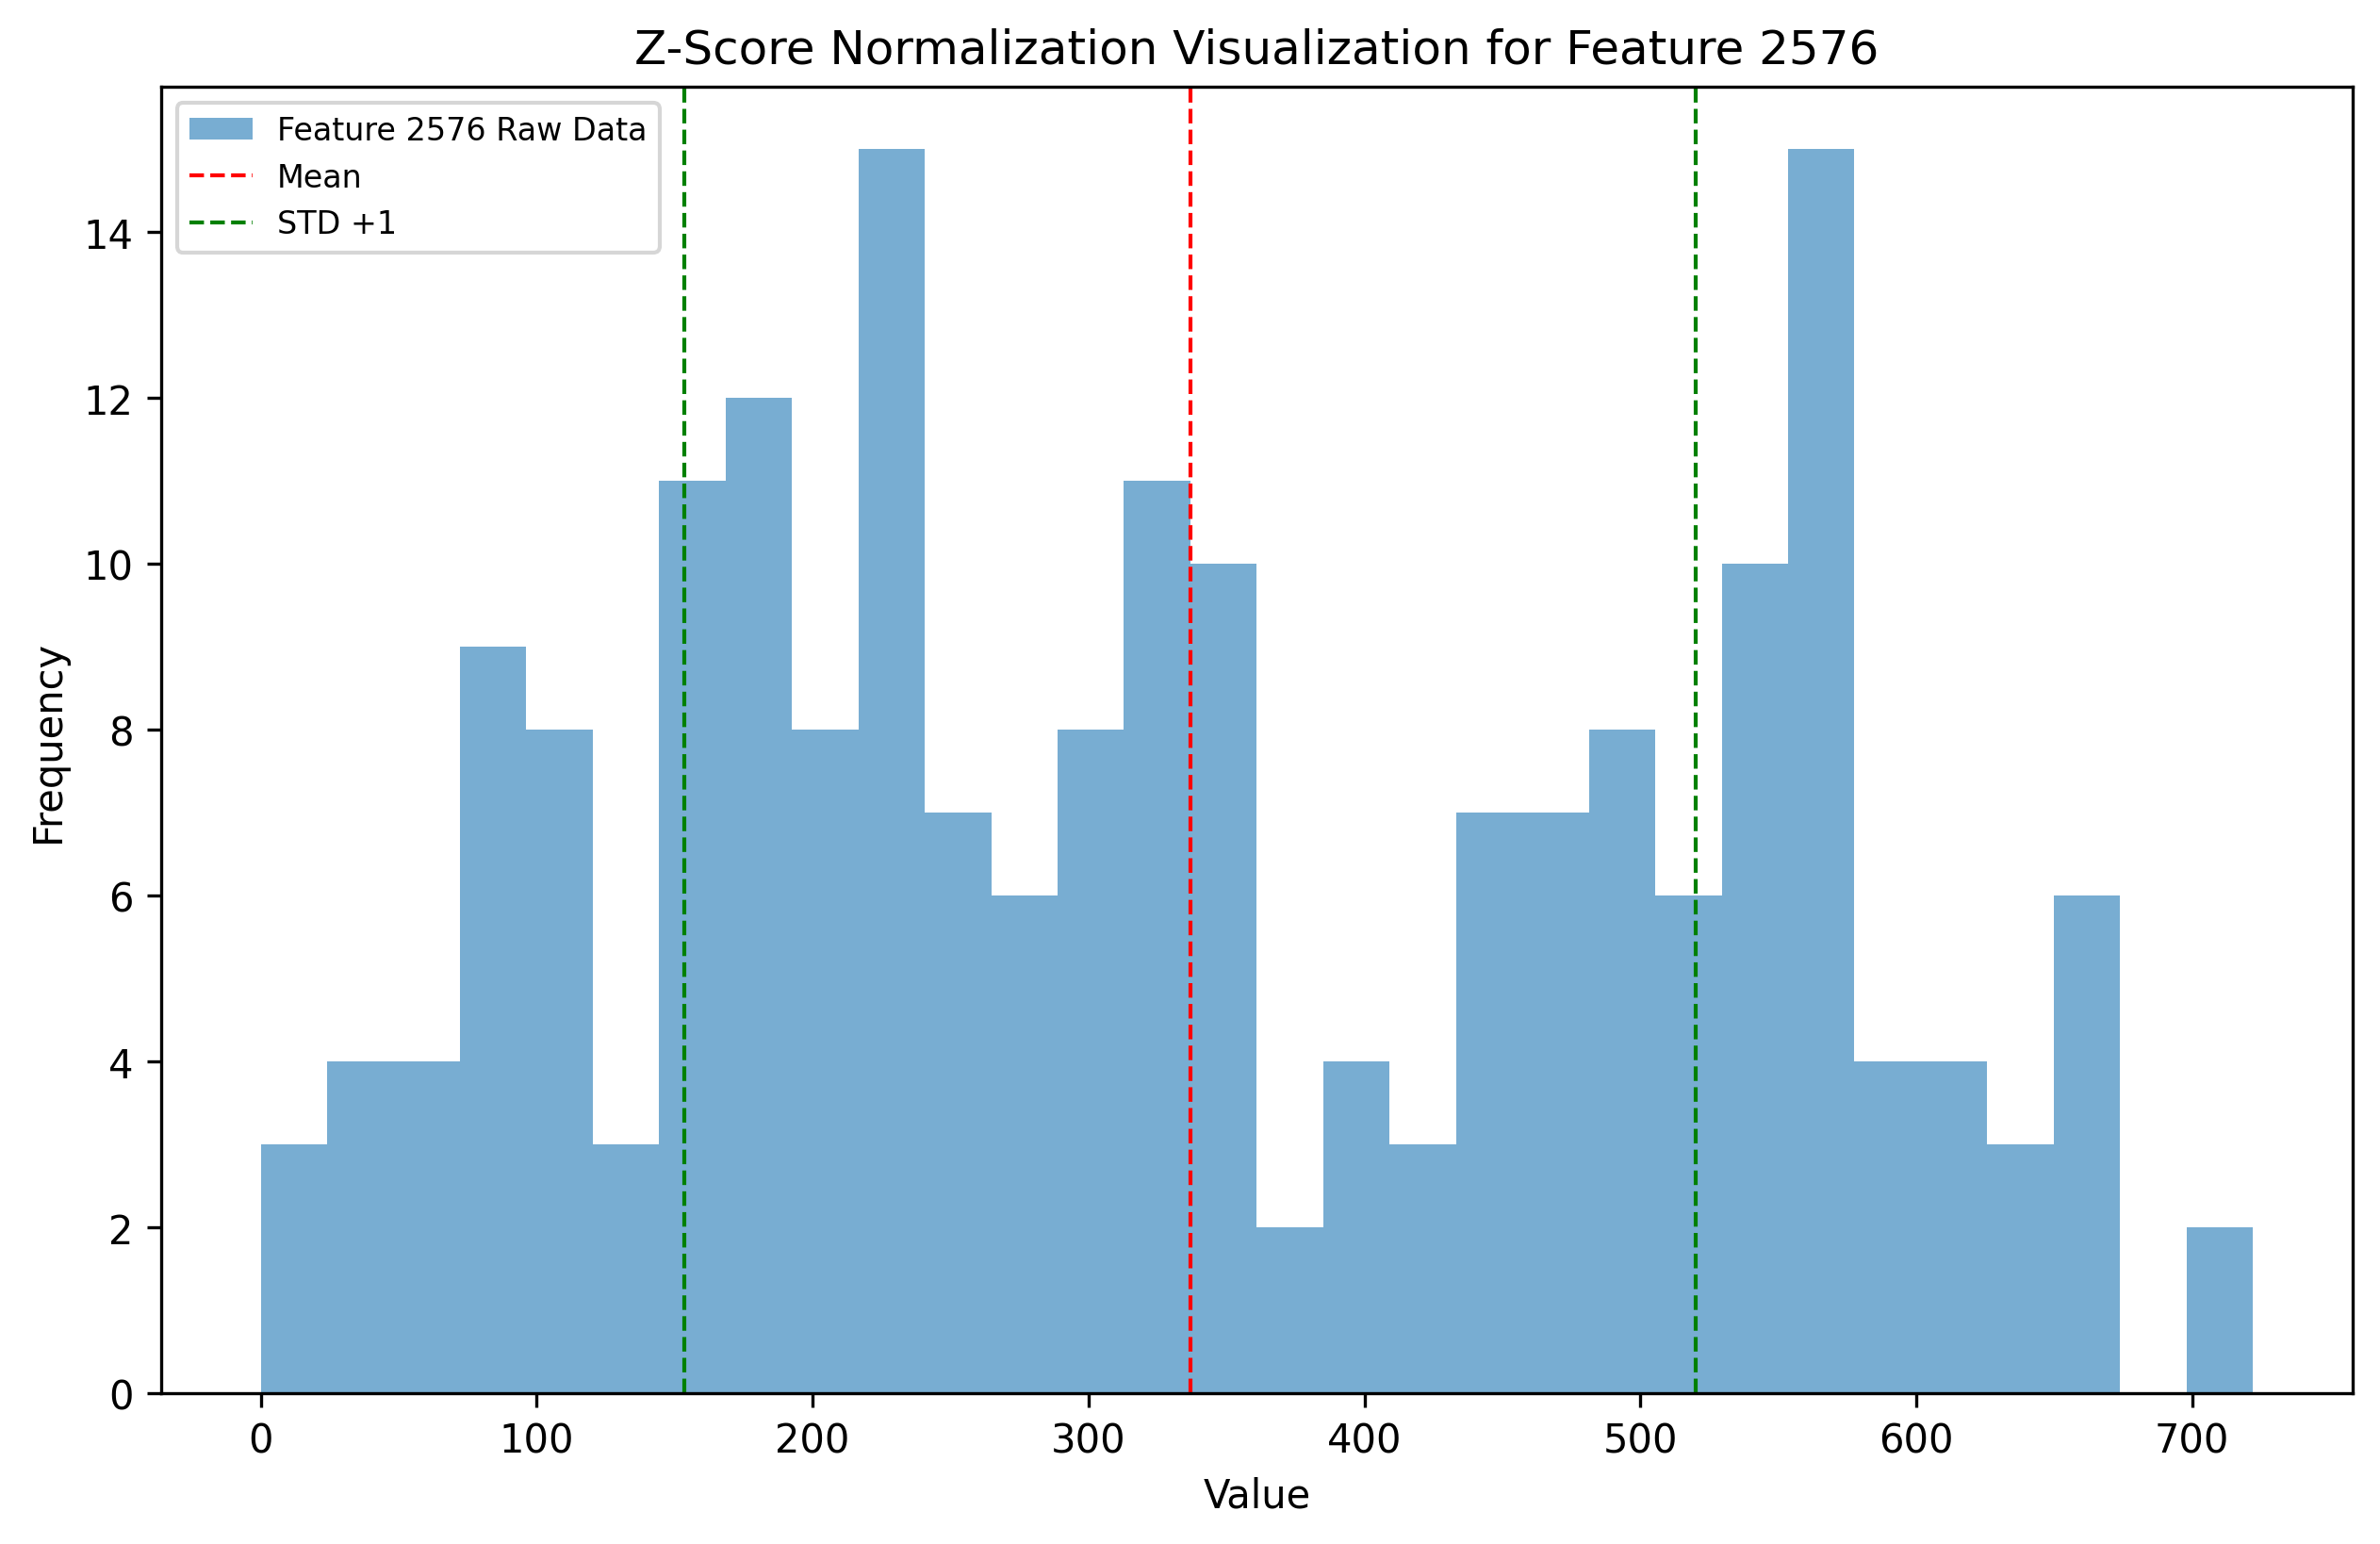 Z-Score Normalization Visualization for Feature 2576
Feature 2576 Raw Data
Mean
STD +1
14
12
10
8
6
4
2
0
Frequency
0 100 200 300 400 500 600 700
Value